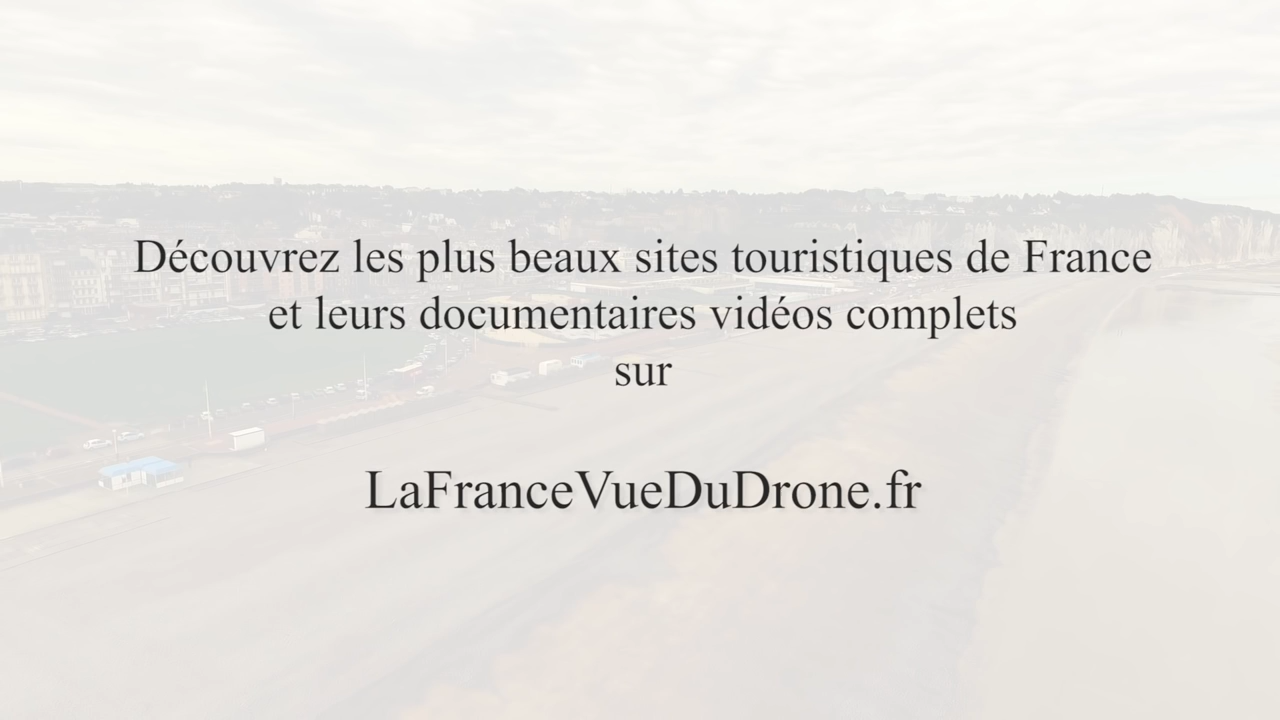 Découvrez les plus beaux sites touristiques de France
et leurs documentaires vidéos complets
sur
LaFranceVueDuDrone.fr